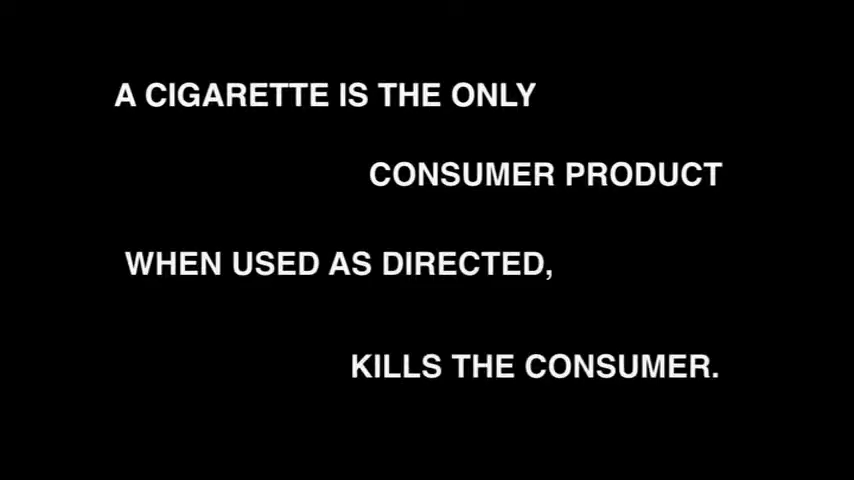 A CIGARETTE IS THE ONLY
CONSUMER PRODUCT
WHEN USED AS DIRECTED,
KILLS THE CONSUMER.